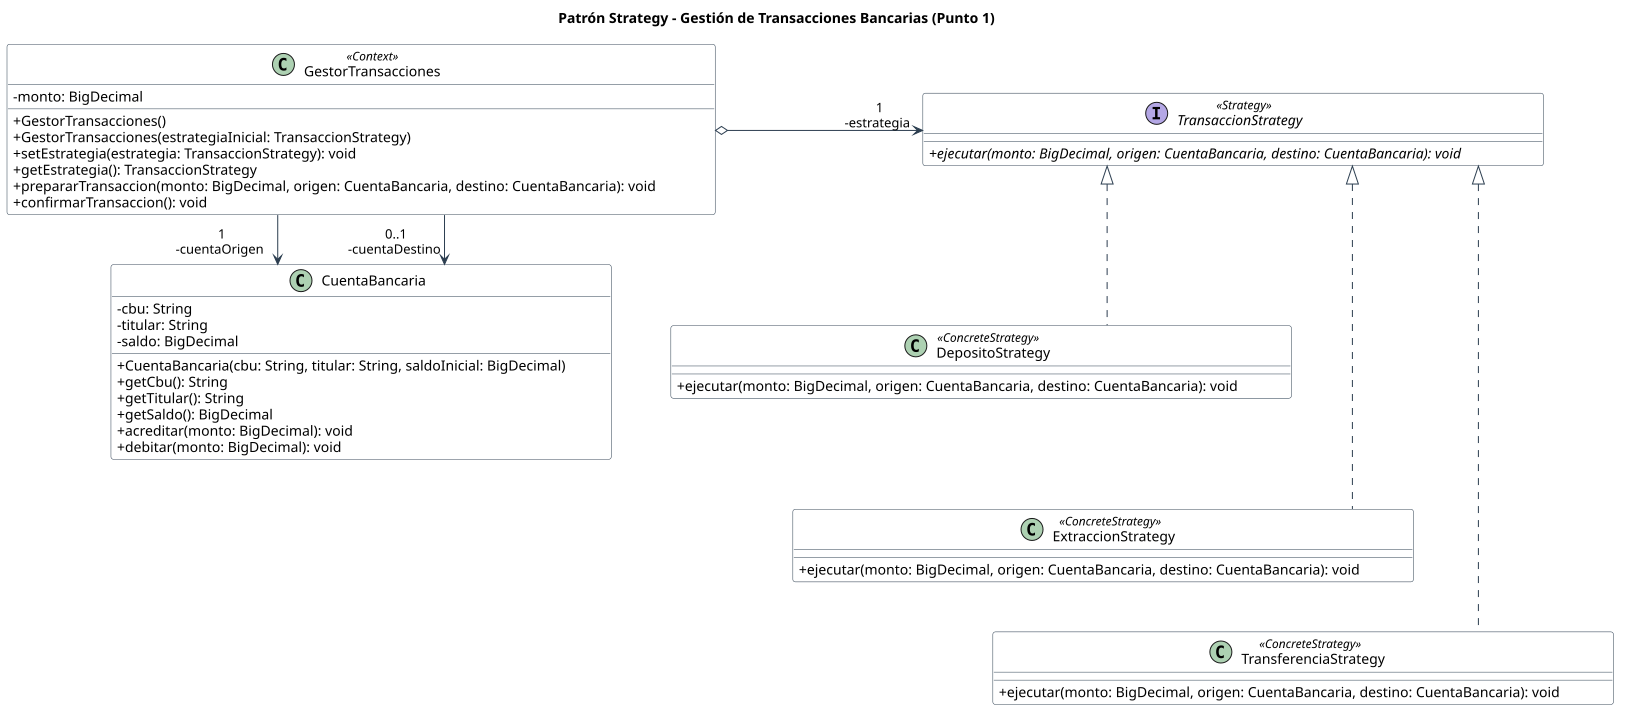 Patrón Strategy - Gestión de Transacciones Bancarias (Punto 1)
«Context»
C GestorTransacciones
-monto: BigDecimal
+GestorTransacciones()
+GestorTransacciones(estrategiaInicial: TransaccionStrategy)
+setEstrategia(estrategia: TransaccionStrategy): void
+getEstrategia(): TransaccionStrategy
+prepararTransaccion(monto: BigDecimal, origen: CuentaBancaria, destino: CuentaBancaria): void
+confirmarTransaccion(): void
1
-estrategia
«Strategy»
I TransaccionStrategy
+ejecutar(monto: BigDecimal, origen: CuentaBancaria, destino: CuentaBancaria): void
1
-cuentaOrigen
0..1
-cuentaDestino
C CuentaBancaria
-cbu: String
-titular: String
-saldo: BigDecimal
+CuentaBancaria(cbu: String, titular: String, saldoInicial: BigDecimal)
+getCbu(): String
+getTitular(): String
+getSaldo(): BigDecimal
+acreditar(monto: BigDecimal): void
+debitar(monto: BigDecimal): void
«ConcreteStrategy»
C DepositoStrategy
+ejecutar(monto: BigDecimal, origen: CuentaBancaria, destino: CuentaBancaria): void
«ConcreteStrategy»
C ExtraccionStrategy
+ejecutar(monto: BigDecimal, origen: CuentaBancaria, destino: CuentaBancaria): void
«ConcreteStrategy»
C TransferenciaStrategy
+ejecutar(monto: BigDecimal, origen: CuentaBancaria, destino: CuentaBancaria): void